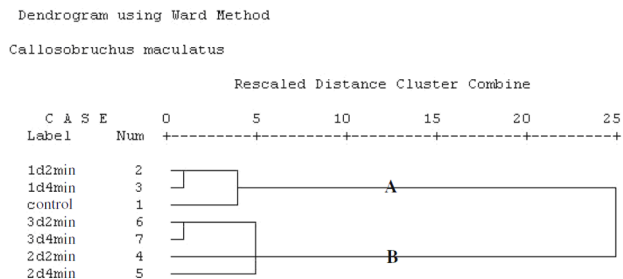 Dendrogram using Ward Method
Callosobruchus maculatus
Rescaled Distance Cluster Combine
C A S E 0 5 10 15 20 25
Label Num +---------+---------+---------+---------+---------+
1d2min 2
1d4min 3
A
control 1
3d2min 6
3d4min 7
2d2min 4 B
2d4min 5